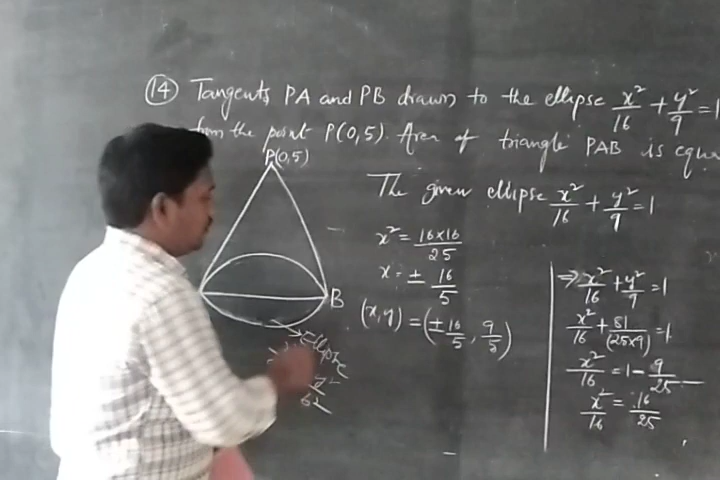 (14) Tangents PA and PB drawn to the ellipse x²/16 + y²/9 = 1
from the point P(0,5). Area of triangle PAB is equa
P(0,5)
B
Ellipse
The given ellipse x²/16 + y²/9 = 1
x² = 16×16/25
x = ± 16/5
(x,y) = (± 16/5, 9/5)
⇒ x²/16 + y²/9 = 1
x²/16 + 81/(25×9) = 1
x²/16 = 1 - 9/25
x²/16 = 16/25